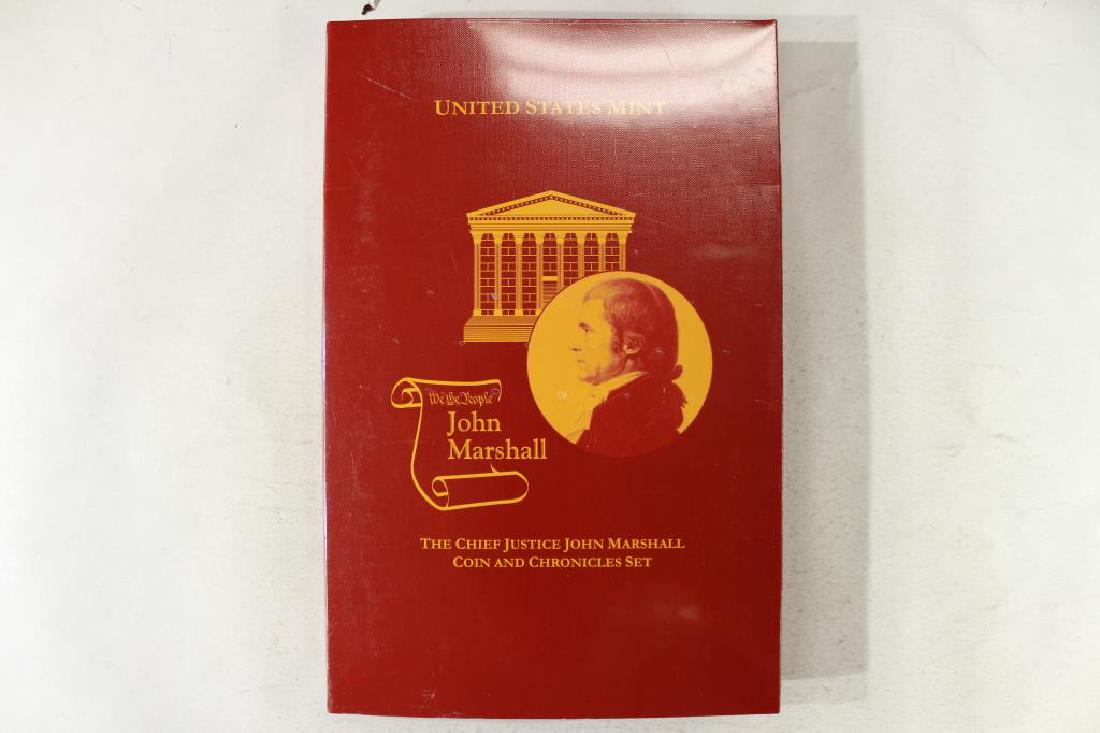 UNITED STATES MINT
We the People
John
Marshall
THE CHIEF JUSTICE JOHN MARSHALL
COIN AND CHRONICLES SET